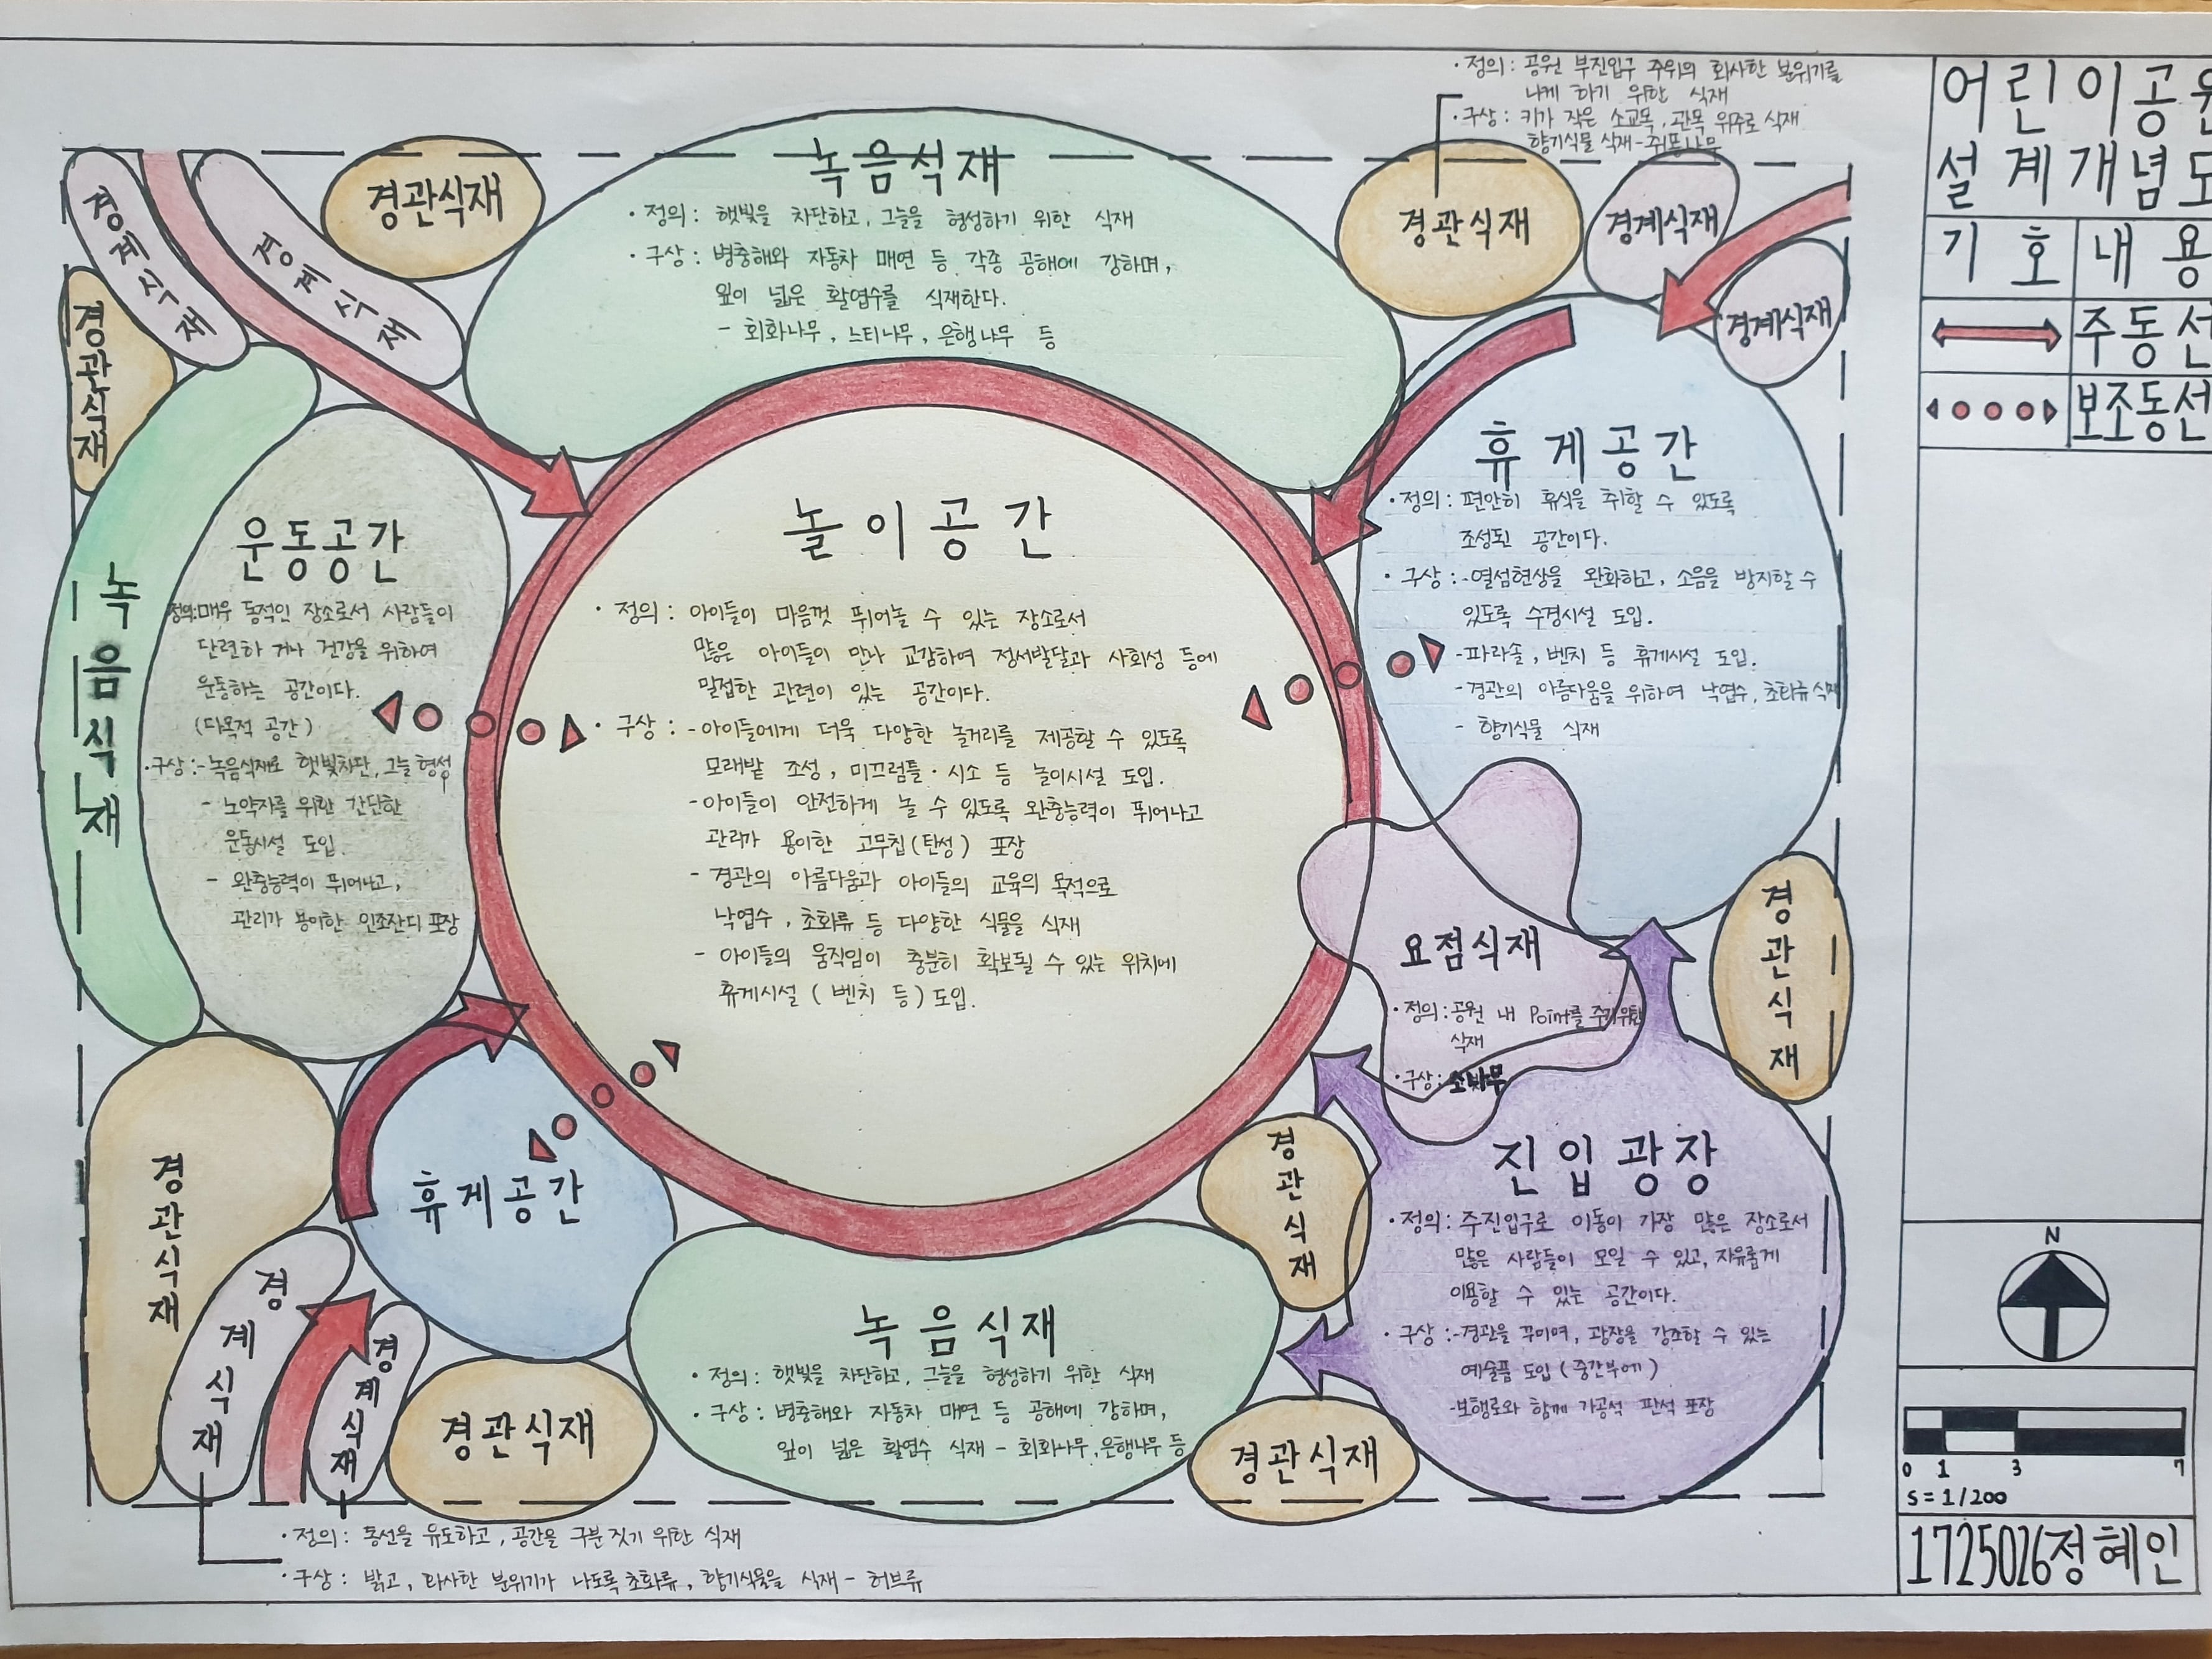 · 정의 : 공원 부진입구 주위의 화사한 분위기를
나게 하기 위한 식재
· 구상 : 키가 작은 소교목, 관목 위주로 식재
향기식물 식재 - 쥐똥나무
어린이공원
설계개념도
기 호 내 용
주동선
보조동선
경계식재
경계식재
경관식재
녹음식재
· 정의 : 햇빛을 차단하고, 그늘을 형성하기 위한 식재
· 구상 : 병충해와 자동차 매연 등 각종 공해에 강하며,
잎이 넓은 활엽수를 식재한다.
- 회화나무, 느티나무, 은행나무 등
경관식재
경계식재
경계식재
경관식재
녹음식재
운동공간
정의:매우 동적인 장소로서 사람들이
단련하 거나 건강을 위하여
운동하는 공간이다.
(다목적 공간)
·구상 :- 녹음식재로 햇빛차단, 그늘 형성
- 노약자를 위한 간단한
운동시설 도입.
- 완충능력이 뛰어나고,
관리가 용이한 인조잔디 포장
놀이공간
· 정의 : 아이들이 마음껏 뛰어놀 수 있는 장소로서
많은 아이들이 만나 교감하여 정서발달과 사회성 등에
밀접한 관련이 있는 공간이다.
· 구상 : - 아이들에게 더욱 다양한 놀거리를 제공할 수 있도록
모래밭 조성, 미끄럼틀 · 시소 등 놀이시설 도입.
- 아이들이 안전하게 놀 수 있도록 완충능력이 뛰어나고
관리가 용이한 고무칩(탄성) 포장
- 경관의 아름다움과 아이들의 교육의 목적으로
낙엽수, 초화류 등 다양한 식물을 식재
- 아이들의 움직임이 충분히 확보될 수 있는 위치에
휴게시설 ( 벤치 등) 도입.
휴게공간
· 정의 : 편안히 휴식을 취할 수 있도록
조성된 공간이다.
· 구상 : - 열섬현상을 완화하고, 소음을 방지할 수
있도록 수경시설 도입.
- 파라솔, 벤치 등 휴게시설 도입.
- 경관의 아름다움을 위하여 낙엽수, 초화류 식재
- 향기식물 식재
요점식재
· 정의 : 공원 내 Point를 주기위한
식재
· 구상 : 소나무
경관식재
진입광장
· 정의 : 주진입구로 이동이 가장 많은 장소로서
많은 사람들이 모일 수 있고, 자유롭게
이용할 수 있는 공간이다.
· 구상 :- 경관을 꾸미며, 광장을 강조할 수 있는
예술품 도입 (중간부에)
- 보행로와 함께 가공석 판석 포장
경관식재
경관식재
휴게공간
경관식재
경계식재
경계식재
경관식재
녹음식재
· 정의 : 햇빛을 차단하고, 그늘을 형성하기 위한 식재
· 구상 : 병충해와 자동차 매연 등 공해에 강하며,
잎이 넓은 활엽수 식재 - 회화나무, 은행나무 등
· 정의 : 동선을 유도하고, 공간을 구분 짓기 위한 식재
· 구상 : 밝고, 화사한 분위기가 나도록 초화류, 향기식물을 식재 - 허브류
N
0 1 3 7
S = 1/200
1725026정혜인